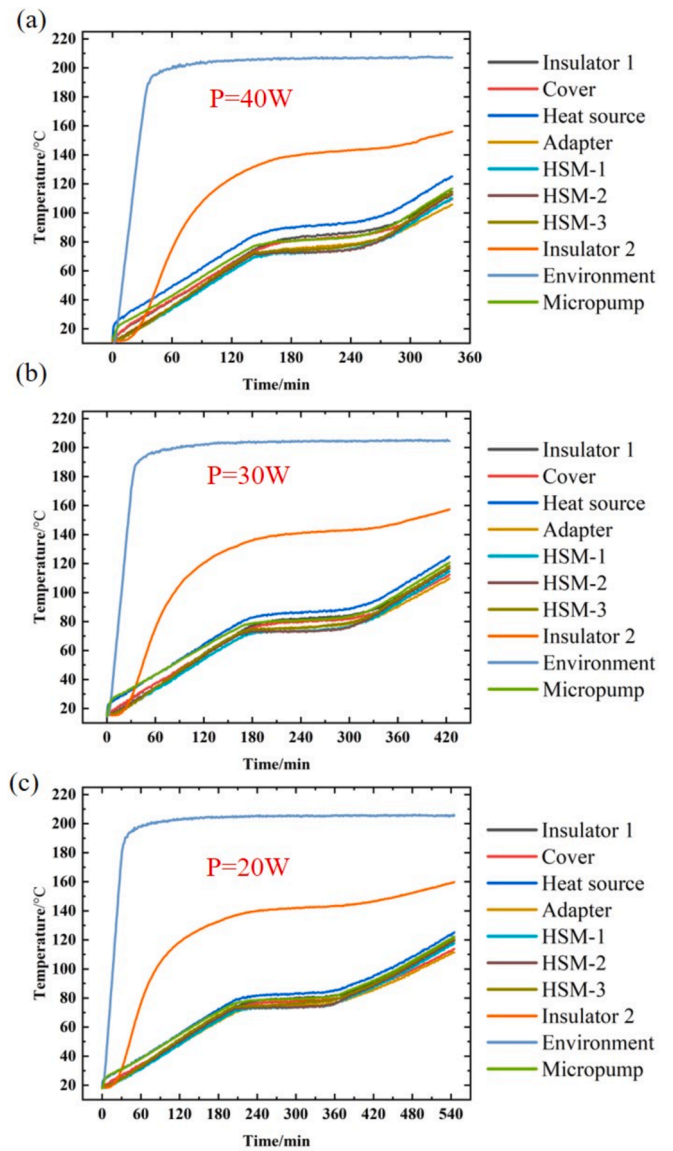 (a)
220
200
180
160
140
120
100
80
60
40
20
Temperature/°C
P=40W
0 60 120 180 240 300 360
Time/min
Insulator 1
Cover
Heat source
Adapter
HSM-1
HSM-2
HSM-3
Insulator 2
Environment
Micropump
(b)
220
200
180
160
140
120
100
80
60
40
20
Temperature/°C
P=30W
0 60 120 180 240 300 360 420
Time/min
Insulator 1
Cover
Heat source
Adapter
HSM-1
HSM-2
HSM-3
Insulator 2
Environment
Micropump
(c)
220
200
180
160
140
120
100
80
60
40
20
Temperature/°C
P=20W
0 60 120 180 240 300 360 420 480 540
Time/min
Insulator 1
Cover
Heat source
Adapter
HSM-1
HSM-2
HSM-3
Insulator 2
Environment
Micropump